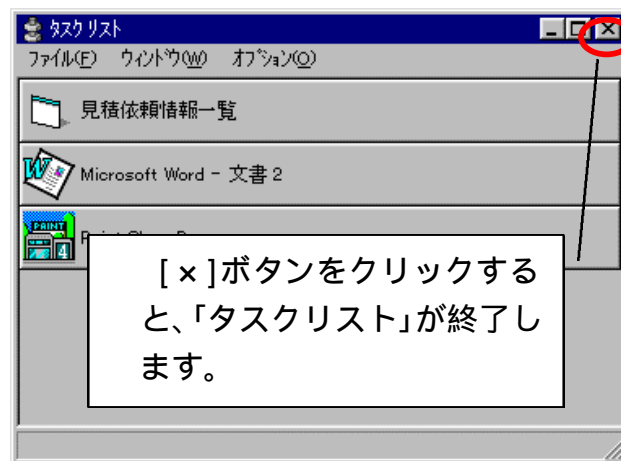 タスク リスト
ファイル(F) ウィンドウ(W) オプション(O)
見積依頼情報一覧
Microsoft Word - 文書 2
PAINT
4
[×]ボタンをクリックする
と、「タスクリスト」が終了し
ます。